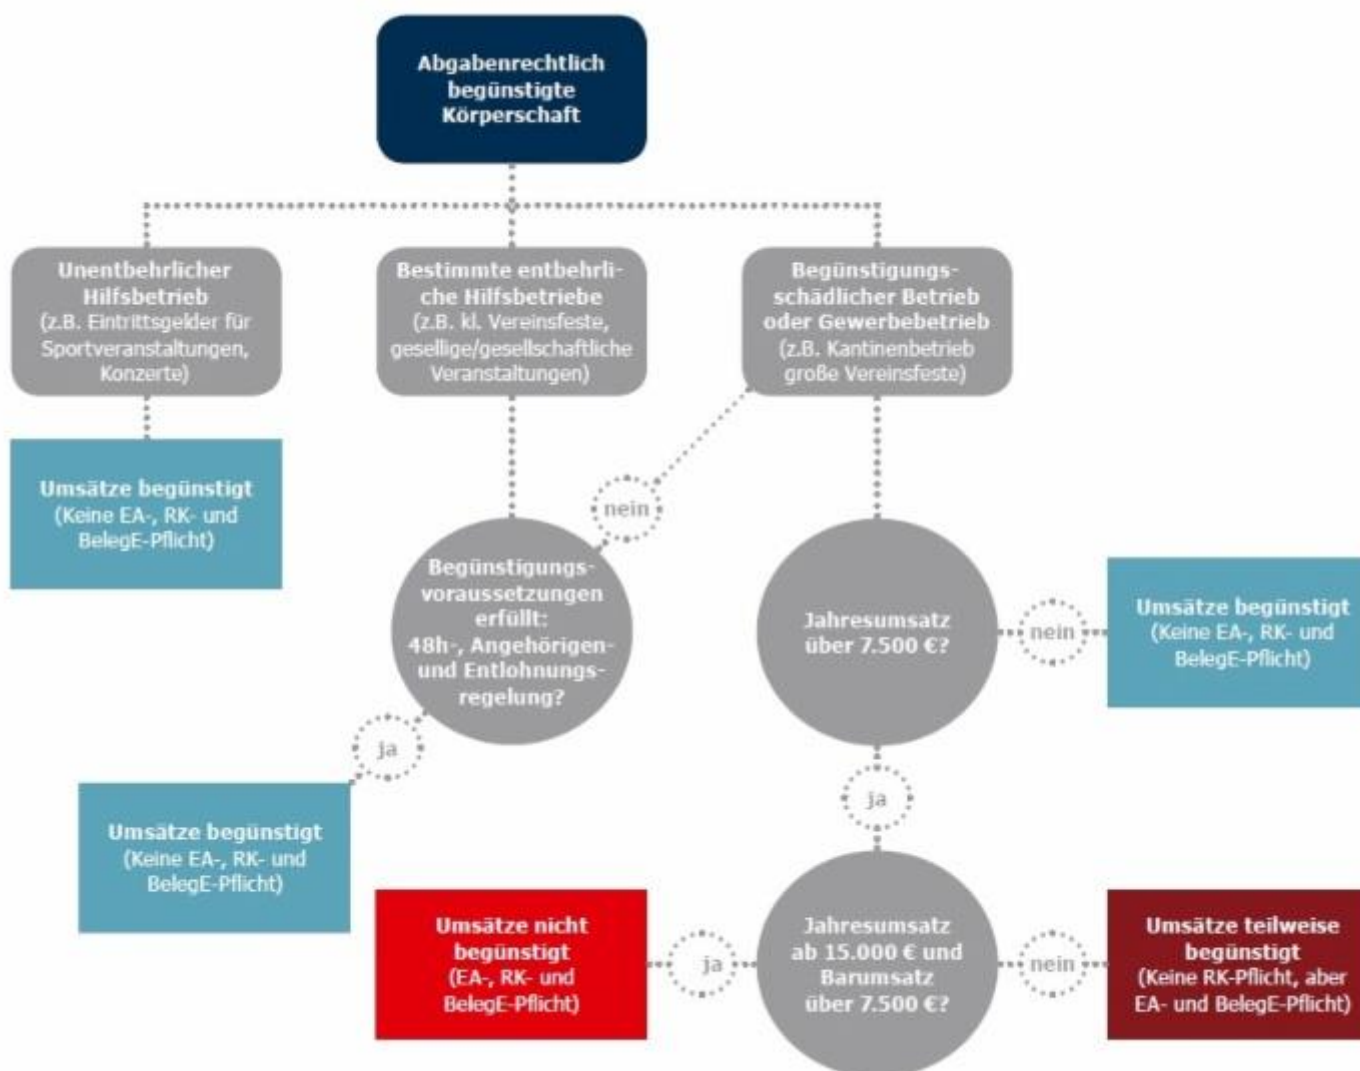 Abgabenrechtlich
begünstigte
Körperschaft
Unentbehrlicher
Hilfsbetrieb
(z.B. Eintrittsgelder für
Sportveranstaltungen,
Konzerte)
Bestimmte entbehrli-
che Hilfsbetriebe
(z.B. kl. Vereinsfeste,
gesellige/gesellschaftliche
Veranstaltungen)
Begünstigungs-
schädlicher Betrieb
oder Gewerbebetrieb
(z.B. Kantinenbetrieb
große Vereinsfeste)
Umsätze begünstigt
(Keine EA-, RK- und
BelegE-Pflicht)
nein
Begünstigungs-
voraussetzungen
erfüllt:
48h-, Angehörigen-
und Entlohnungs-
regelung?
Jahresumsatz
über 7.500 €?
nein
Umsätze begünstigt
(Keine EA-, RK- und
BelegE-Pflicht)
ja
ja
Umsätze begünstigt
(Keine EA-, RK- und
BelegE-Pflicht)
Umsätze nicht
begünstigt
(EA-, RK- und
BelegE-Pflicht)
ja
Jahresumsatz
ab 15.000 € und
Barumsatz
über 7.500 €?
nein
Umsätze teilweise
begünstigt
(Keine RK-Pflicht, aber
EA- und BelegE-Pflicht)